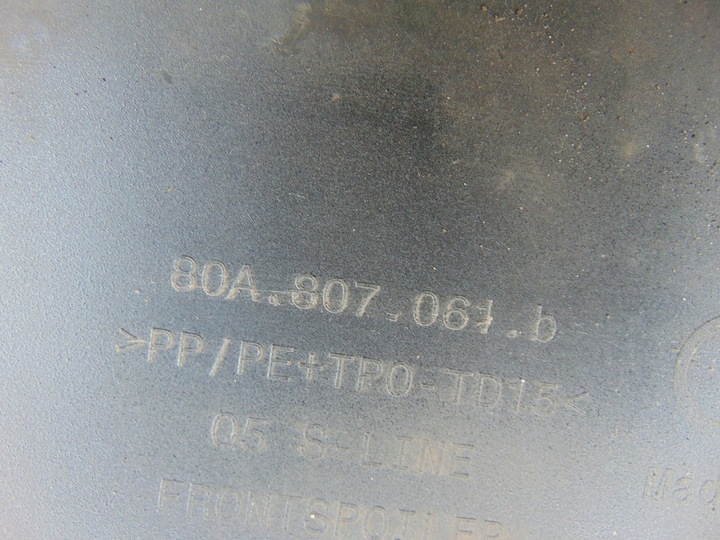 80A.807.061.b
>PP/PE+TPO-TD15<
Q5 S-LINE
FRONTSPOILER